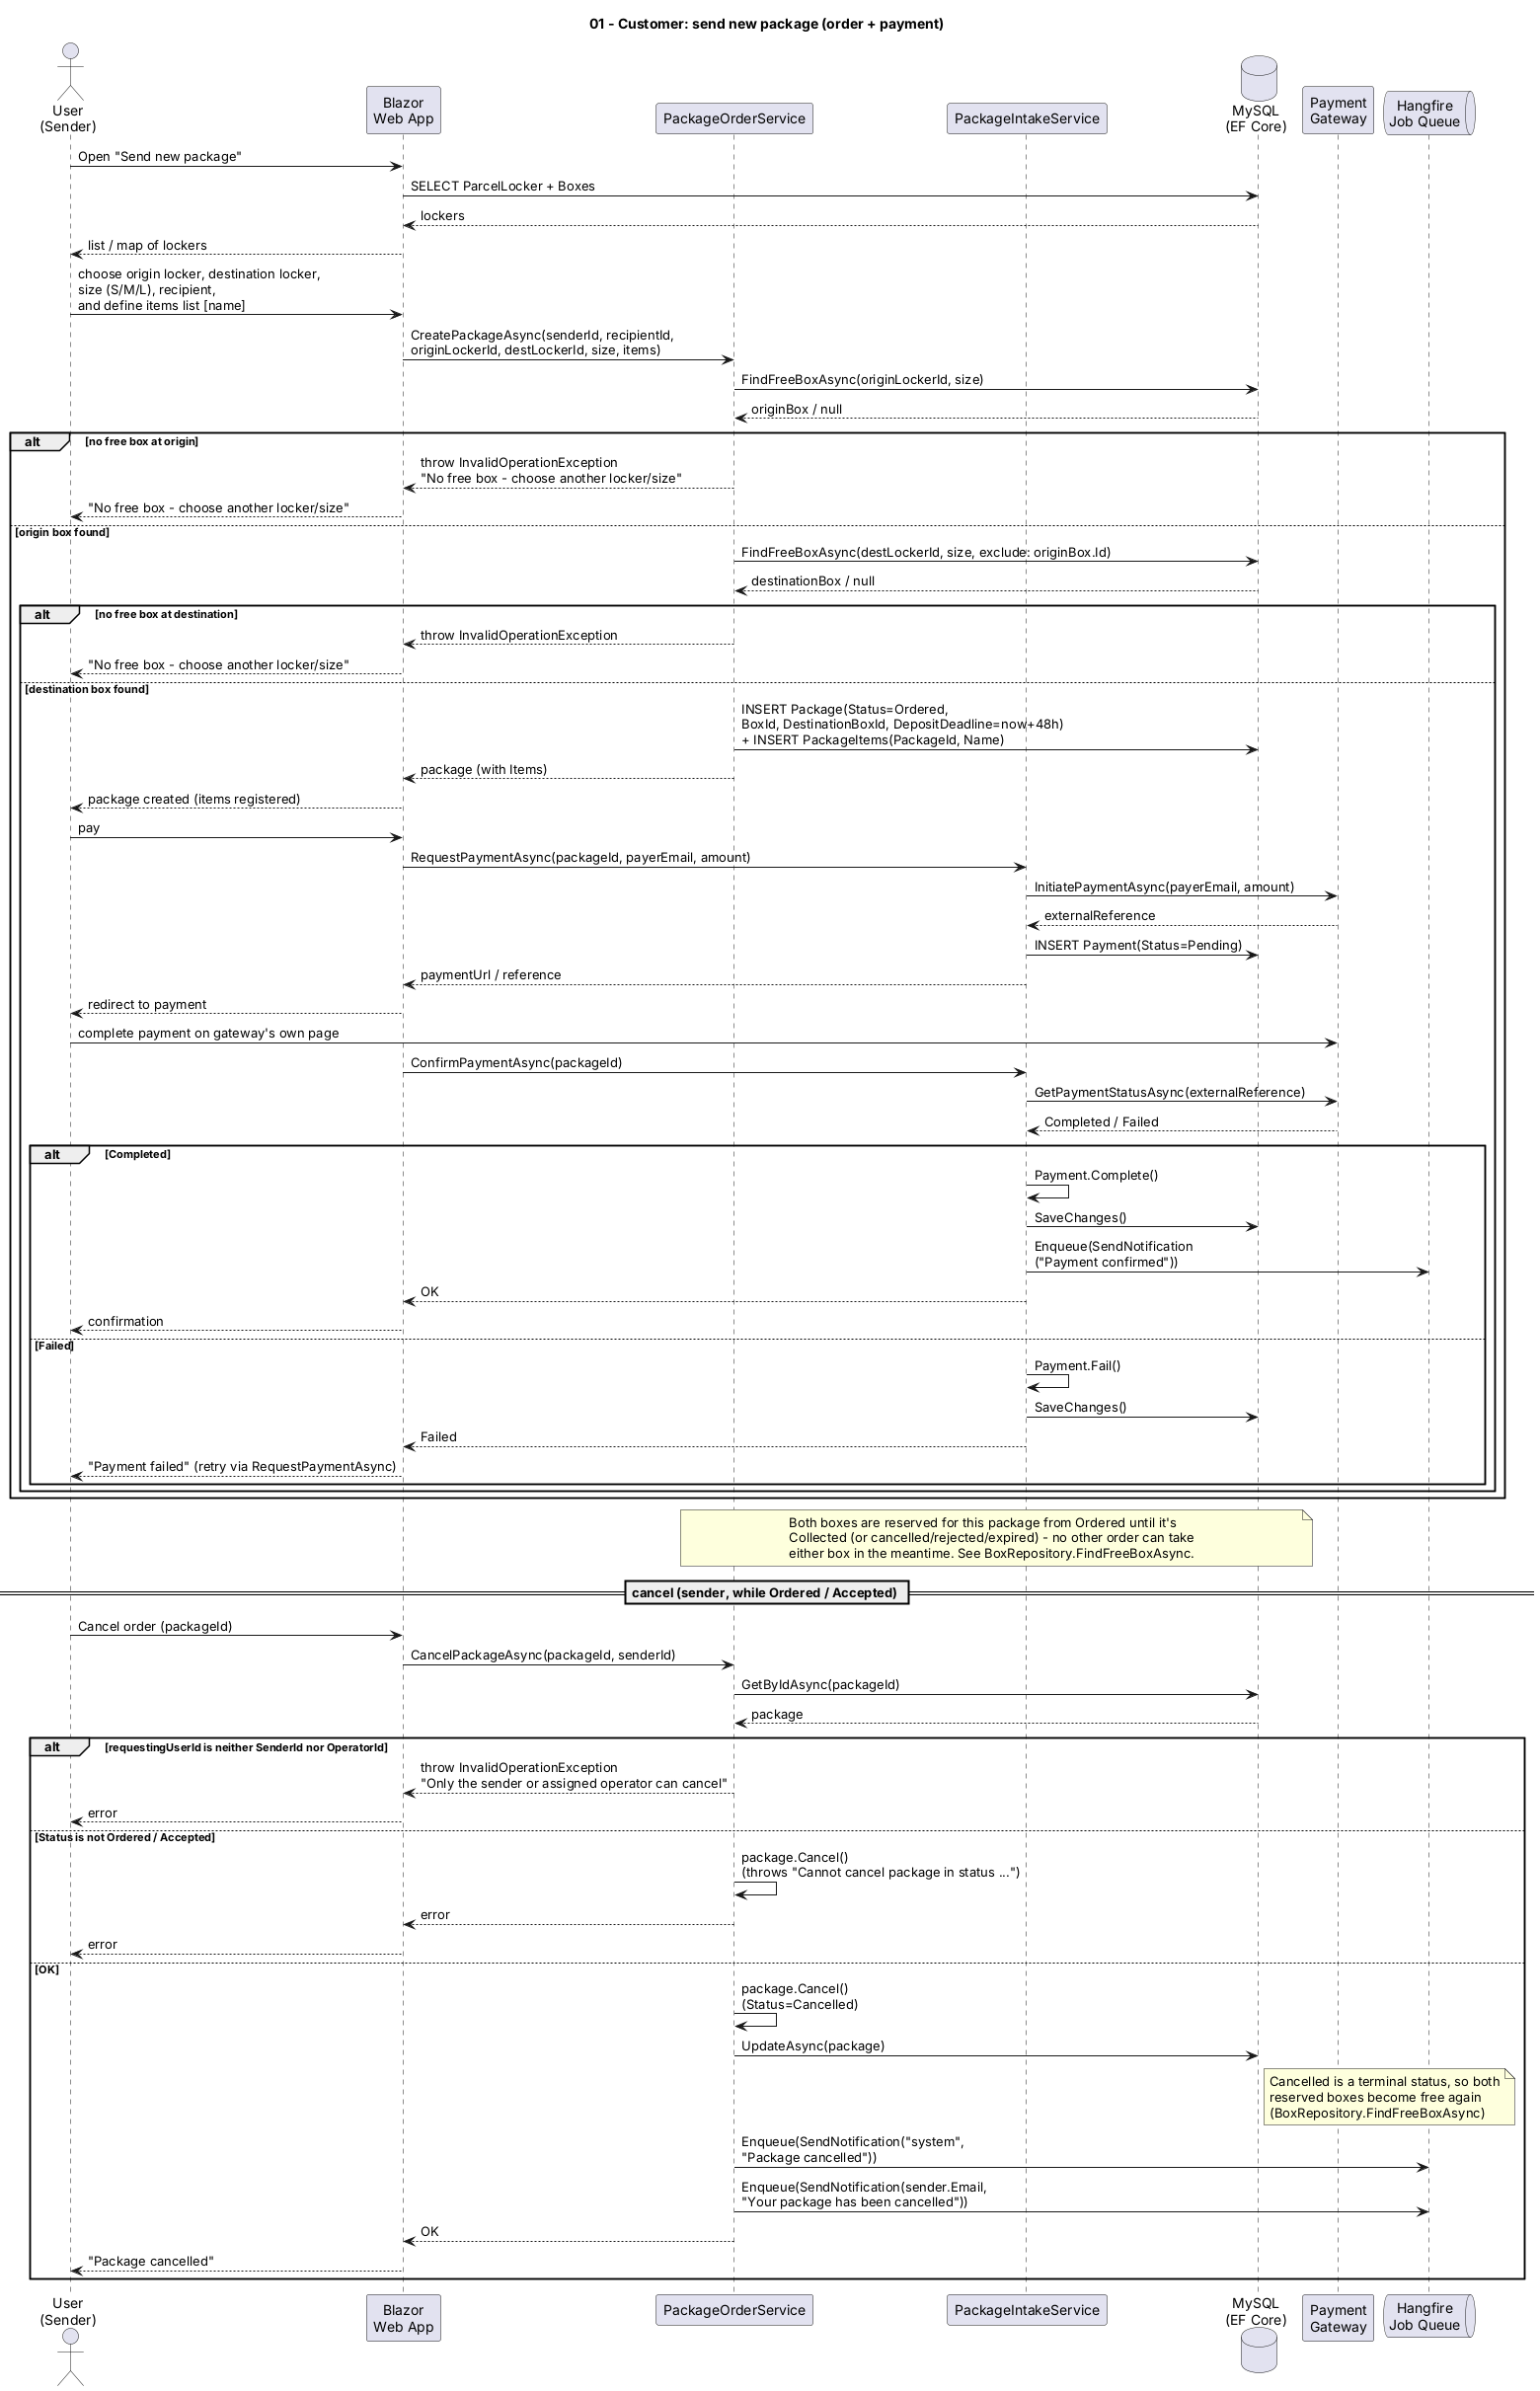 01 - Customer: send new package (order + payment)
User
(Sender)
Blazor
Web App
PackageOrderService
PackageIntakeService
MySQL
(EF Core)
Payment
Gateway
Hangfire
Job Queue
Open "Send new package"
SELECT ParcelLocker + Boxes
lockers
list / map of lockers
choose origin locker, destination locker,
size (S/M/L), recipient,
and define items list [name]
CreatePackageAsync(senderId, recipientId,
originLockerId, destLockerId, size, items)
FindFreeBoxAsync(originLockerId, size)
originBox / null
alt [no free box at origin]
throw InvalidOperationException
"No free box - choose another locker/size"
"No free box - choose another locker/size"
[origin box found]
FindFreeBoxAsync(destLockerId, size, exclude: originBox.Id)
destinationBox / null
alt [no free box at destination]
throw InvalidOperationException
"No free box - choose another locker/size"
[destination box found]
INSERT Package(Status=Ordered,
BoxId, DestinationBoxId, DepositDeadline=now+48h)
+ INSERT PackageItems(PackageId, Name)
package (with Items)
package created (items registered)
pay
RequestPaymentAsync(packageId, payerEmail, amount)
InitiatePaymentAsync(payerEmail, amount)
externalReference
INSERT Payment(Status=Pending)
paymentUrl / reference
redirect to payment
complete payment on gateway's own page
ConfirmPaymentAsync(packageId)
GetPaymentStatusAsync(externalReference)
Completed / Failed
alt [Completed]
Payment.Complete()
SaveChanges()
Enqueue(SendNotification
("Payment confirmed"))
OK
confirmation
[Failed]
Payment.Fail()
SaveChanges()
Failed
"Payment failed" (retry via RequestPaymentAsync)
Both boxes are reserved for this package from Ordered until it's
Collected (or cancelled/rejected/expired) - no other order can take
either box in the meantime. See BoxRepository.FindFreeBoxAsync.
cancel (sender, while Ordered / Accepted)
Cancel order (packageId)
CancelPackageAsync(packageId, senderId)
GetByIdAsync(packageId)
package
alt [requestingUserId is neither SenderId nor OperatorId]
throw InvalidOperationException
"Only the sender or assigned operator can cancel"
error
[Status is not Ordered / Accepted]
package.Cancel()
(throws "Cannot cancel package in status ...")
error
error
[OK]
package.Cancel()
(Status=Cancelled)
UpdateAsync(package)
Cancelled is a terminal status, so both
reserved boxes become free again
(BoxRepository.FindFreeBoxAsync)
Enqueue(SendNotification("system",
"Package cancelled"))
Enqueue(SendNotification(sender.Email,
"Your package has been cancelled"))
OK
"Package cancelled"
User
(Sender)
Blazor
Web App
PackageOrderService
PackageIntakeService
MySQL
(EF Core)
Payment
Gateway
Hangfire
Job Queue